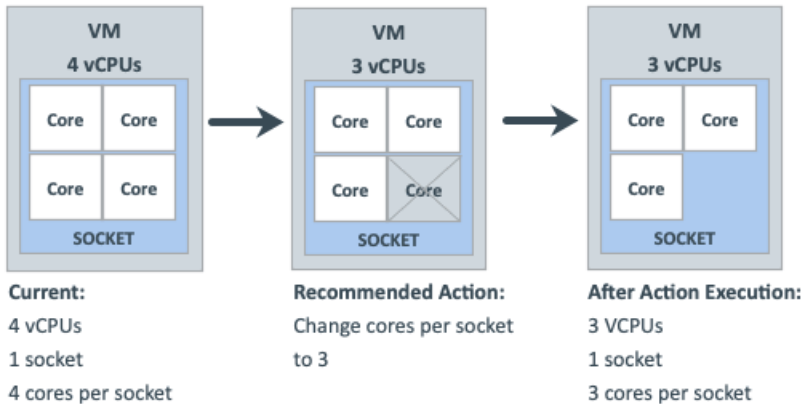 VM
4 vCPUs
Core
Core
Core
Core
SOCKET
Current:
4 vCPUs
1 socket
4 cores per socket
VM
3 vCPUs
Core
Core
Core
Core
SOCKET
Recommended Action:
Change cores per socket
to 3
VM
3 vCPUs
Core
Core
Core
SOCKET
After Action Execution:
3 VCPUs
1 socket
3 cores per socket